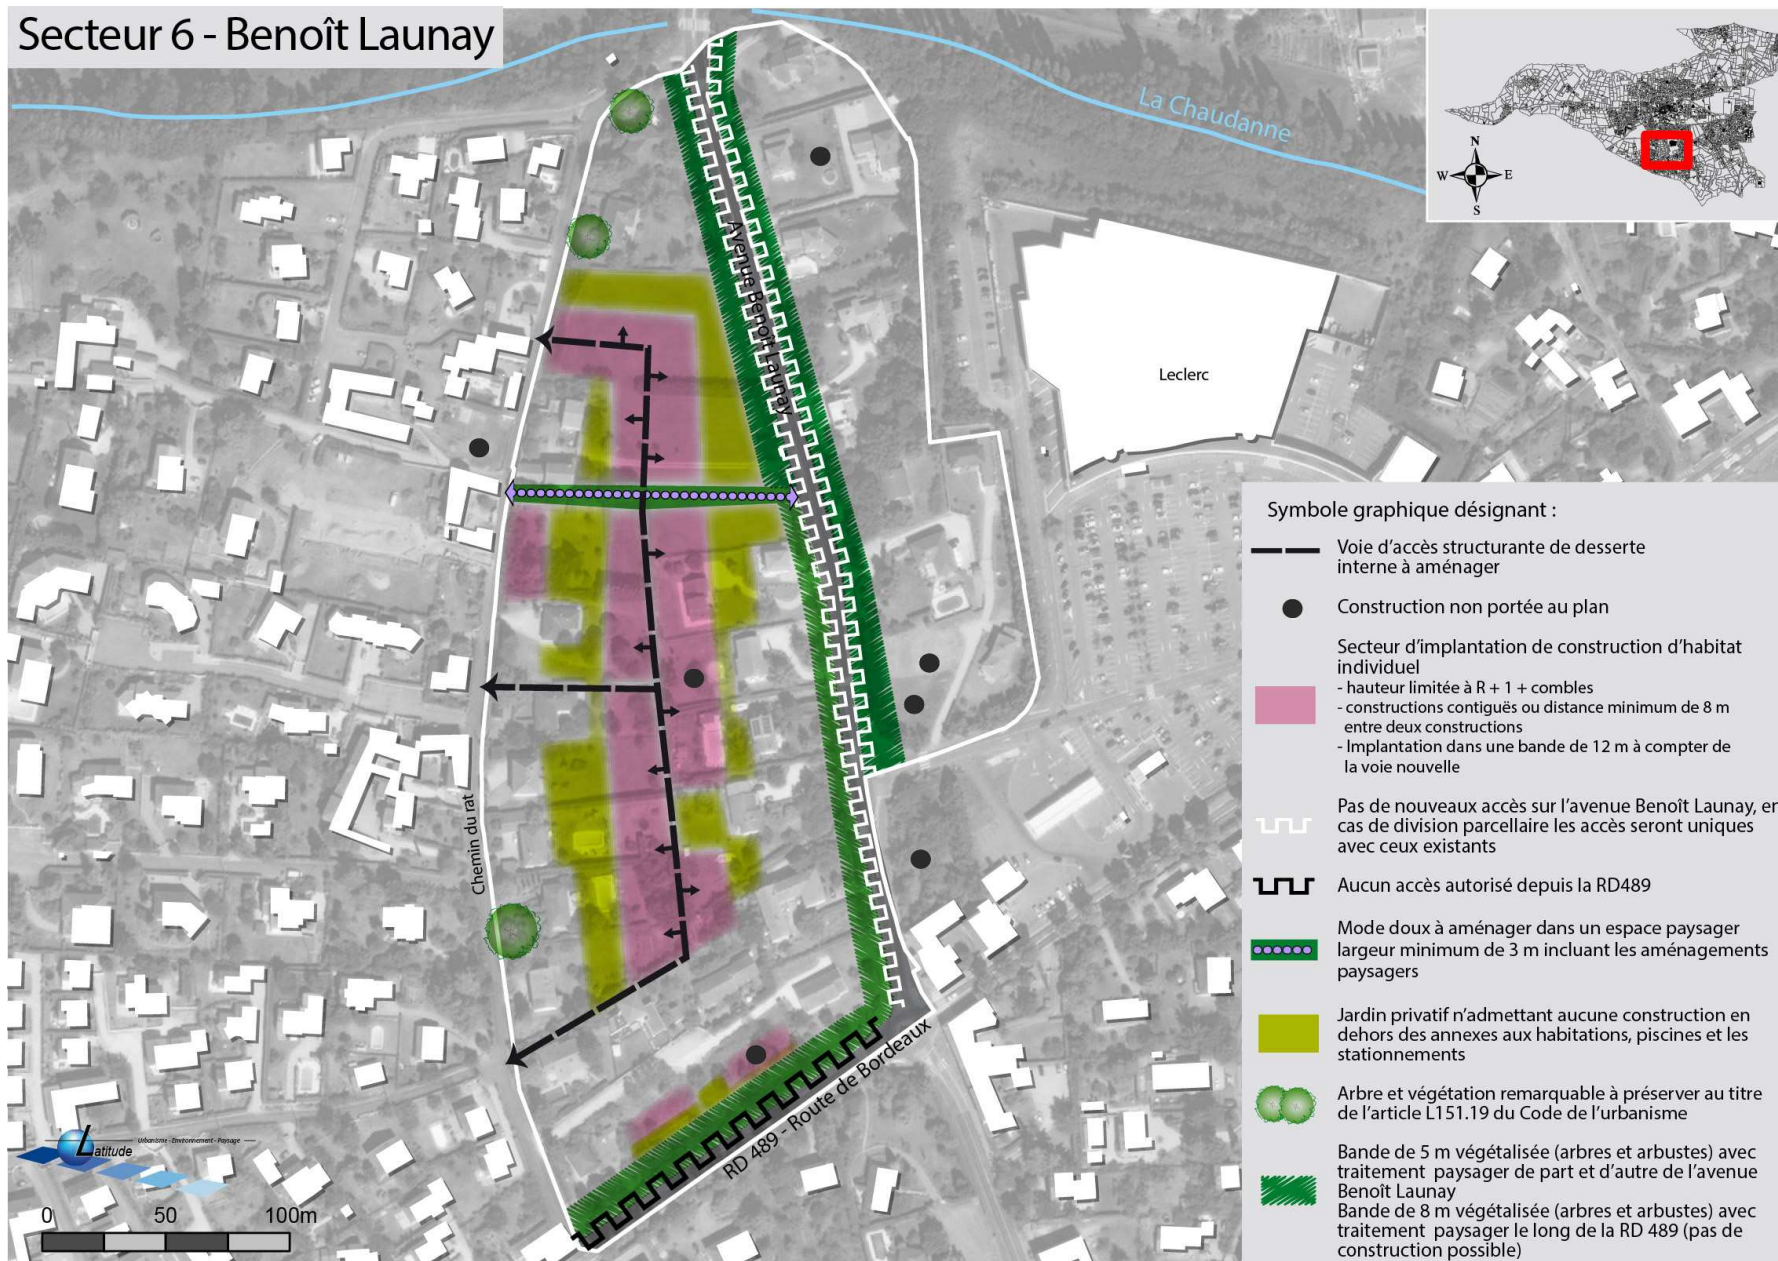 Secteur 6 - Benoît Launay
La Chaudanne
N
W
E
S
Avenue Benoît Launay
Leclerc
Chemin du rat
RD 489 - Route de Bordeaux
Symbole graphique désignant :
Voie d'accès structurante de desserte
interne à aménager
Construction non portée au plan
Secteur d'implantation de construction d'habitat
individuel
- hauteur limitée à R + 1 + combles
- constructions contiguës ou distance minimum de 8 m
entre deux constructions
- Implantation dans une bande de 12 m à compter de
la voie nouvelle
Pas de nouveaux accès sur l'avenue Benoît Launay, en
cas de division parcellaire les accès seront uniques
avec ceux existants
Aucun accès autorisé depuis la RD489
Mode doux à aménager dans un espace paysager
largeur minimum de 3 m incluant les aménagements
paysagers
Jardin privatif n'admettant aucune construction en
dehors des annexes aux habitations, piscines et les
stationnements
Arbre et végétation remarquable à préserver au titre
de l'article L151.19 du Code de l'urbanisme
Bande de 5 m végétalisée (arbres et arbustes) avec
traitement paysager de part et d'autre de l'avenue
Benoît Launay
Bande de 8 m végétalisée (arbres et arbustes) avec
traitement paysager le long de la RD 489 (pas de
construction possible)
Latitude
Urbanisme - Environnement - Paysage
0 50 100m